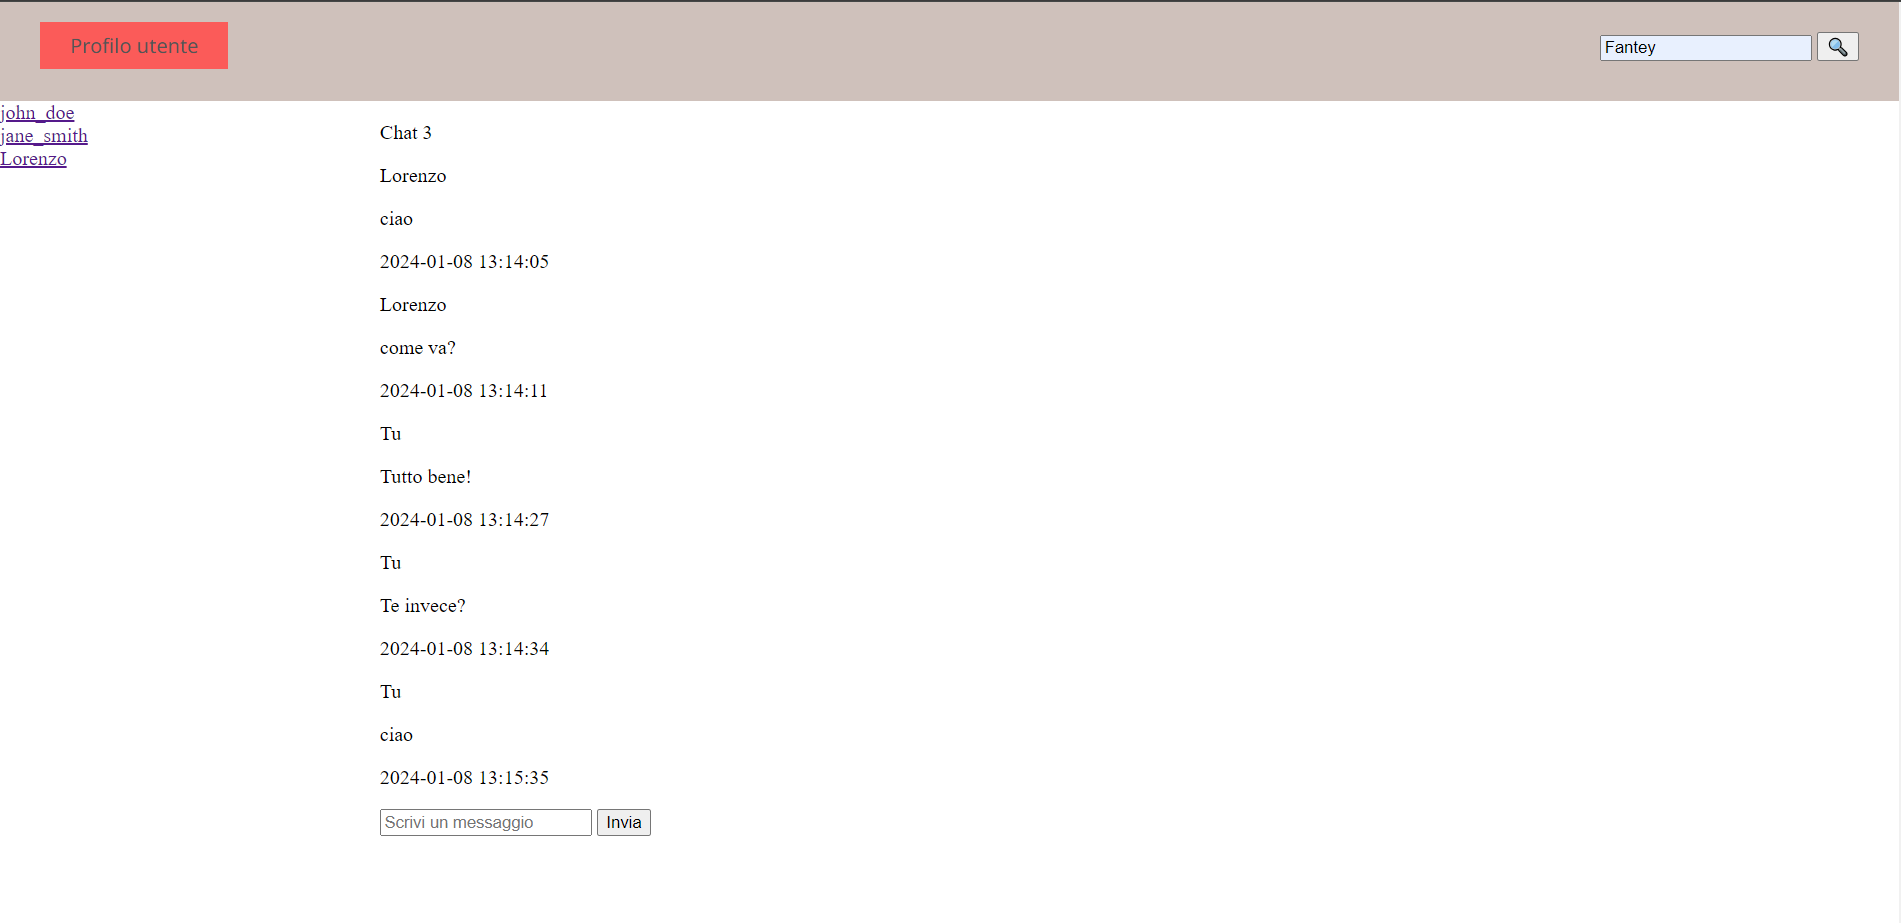 Profilo utente
Fantey
john_doe
jane_smith
Lorenzo
Chat 3
Lorenzo
ciao
2024-01-08 13:14:05
Lorenzo
come va?
2024-01-08 13:14:11
Tu
Tutto bene!
2024-01-08 13:14:27
Tu
Te invece?
2024-01-08 13:14:34
Tu
ciao
2024-01-08 13:15:35
Scrivi un messaggio Invia